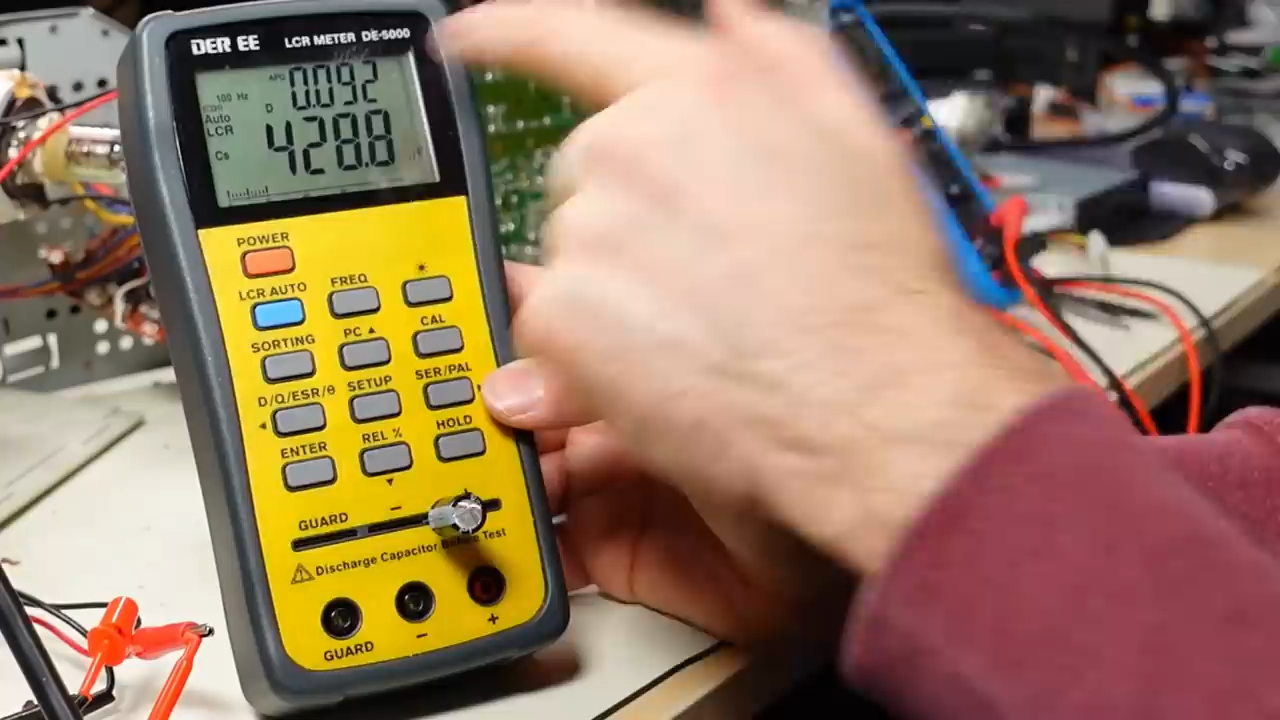 DER EE LCR METER DE-5000
APO 0.092
100 Hz D
Auto
LCR
Cs 428.8
POWER
LCR AUTO FREQ
SORTING PC ▲ CAL
D/Q/ESR/θ SETUP SER/PAL
ENTER REL % HOLD
GUARD −
⚠ Discharge Capacitor Before Test
GUARD − +